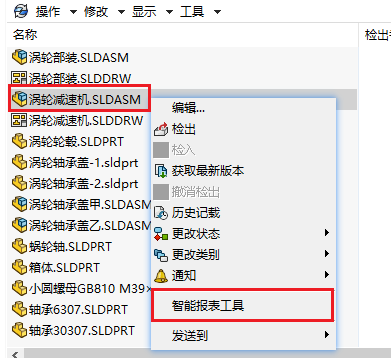 操作 修改 显示 工具
名称
检出
涡轮部装.SLDASM
涡轮部装.SLDDRW
涡轮减速机.SLDASM
涡轮减速机.SLDDRW
涡轮轮毂.SLDPRT
涡轮轴承盖-1.sldprt
涡轮轴承盖-2.sldprt
涡轮轴承盖甲.SLDASM
涡轮轴承盖乙.SLDASM
蜗轮轴.SLDPRT
箱体.SLDPRT
小圆螺母GB810 M39×
轴承6307.SLDPRT
轴承30307.SLDPRT
编辑...
检出
检入
获取最新版本
撤消检出
历史记载
更改状态
更改类别
通知
智能报表工具
发送到